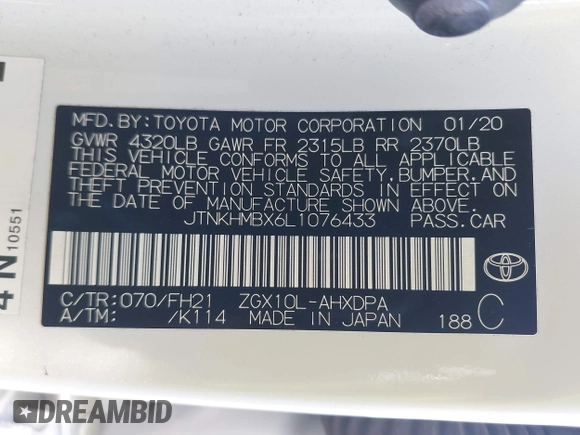 MFD. BY: TOYOTA MOTOR CORPORATION 01/20
GVWR 4320LB GAWR FR 2315LB RR 2370LB
THIS VEHICLE CONFORMS TO ALL APPLICABLE
FEDERAL MOTOR VEHICLE SAFETY, BUMPER, AND
THEFT PREVENTION STANDARDS IN EFFECT ON
THE DATE OF MANUFACTURE SHOWN ABOVE.
JTNKHMBX6L1076433 PASS. CAR
C/TR: 070/FH21 ZGX10L-AHXDPA
A/TM: /K114 MADE IN JAPAN 188 C
4 N 10551
DREAMBID